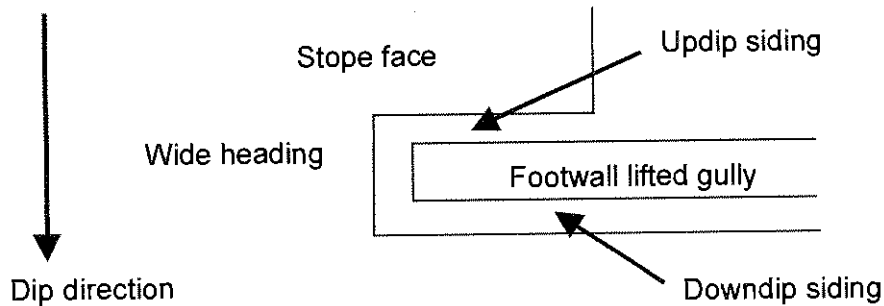 Updip siding
Stope face
Wide heading
Footwall lifted gully
Dip direction
Downdip siding